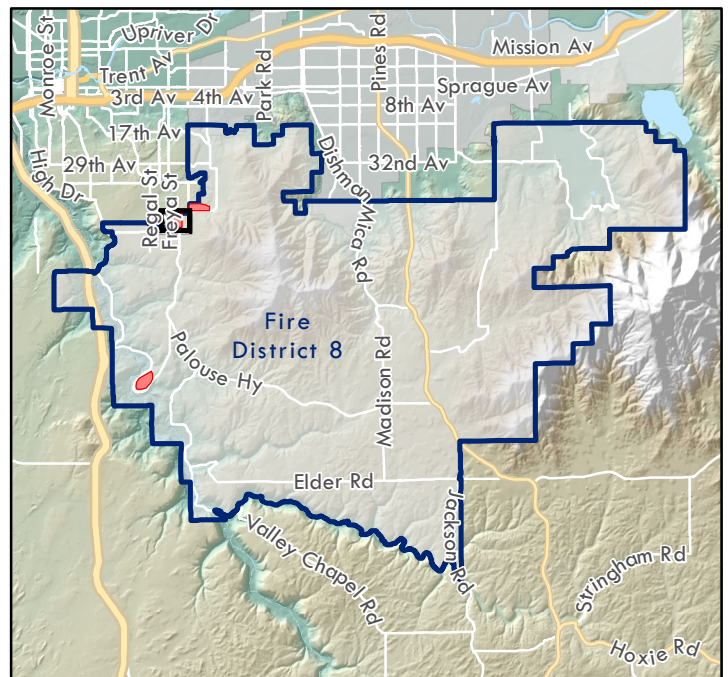 Monroe St
Upriver Dr
Trent Av
Park Rd
Pines Rd
Mission Av
3rd Av
4th Av
Sprague Av
8th Av
17th Av
29th Av
32nd Av
High Dr
Regal St
Freya St
Dishman Mica Rd
Fire
District 8
Palouse Hy
Madison Rd
Elder Rd
Jackson Rd
Valley Chapel Rd
Stringham Rd
Hoxie Rd